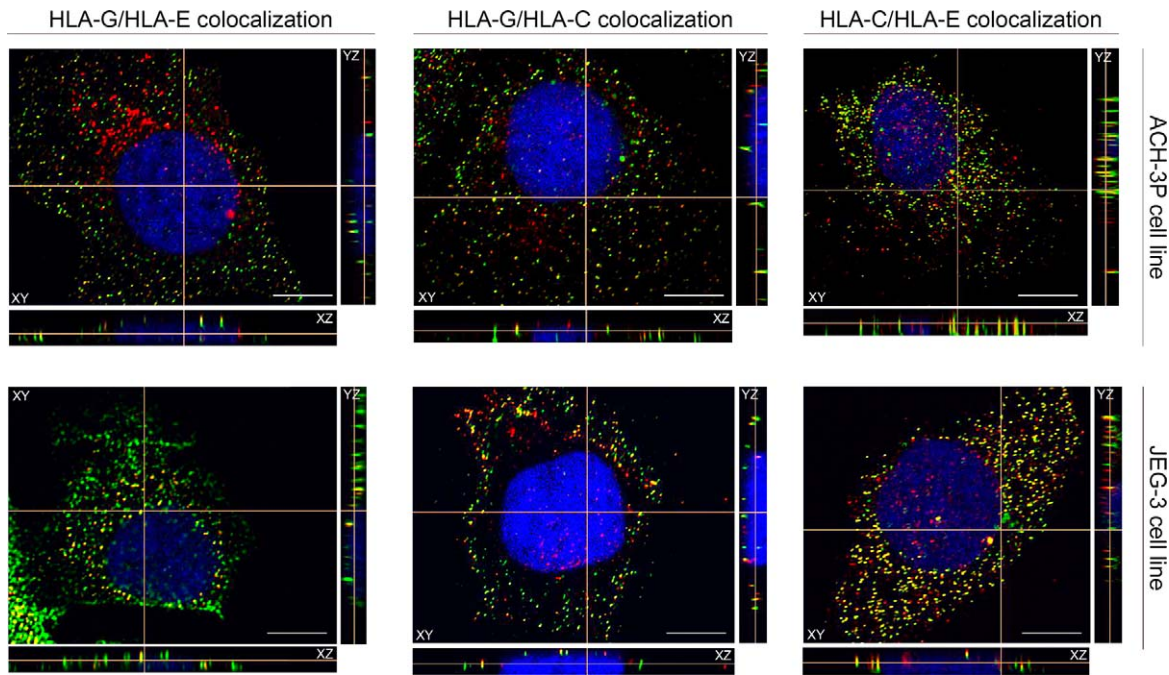 HLA-G/HLA-E colocalization
HLA-G/HLA-C colocalization
HLA-C/HLA-E colocalization
YZ
YZ
YZ
XY
XY
XY
XZ
XZ
XZ
ACH-3P cell line
XY
YZ
YZ
YZ
XY
XY
XZ
XZ
XZ
JEG-3 cell line